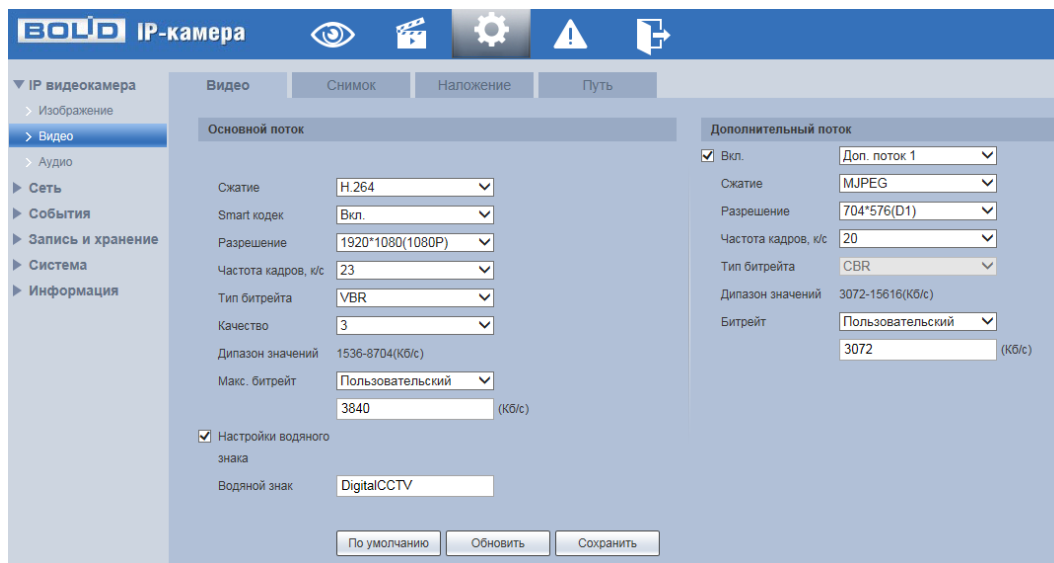 BOLID IP-камера
IP видеокамера
Изображение
Видео
Аудио
Сеть
События
Запись и хранение
Система
Информация
Видео Снимок Наложение Путь
Основной поток
Сжатие H.264
Smart кодек Вкл.
Разрешение 1920*1080(1080P)
Частота кадров, к/с 23
Тип битрейта VBR
Качество 3
Дипазон значений 1536-8704(Кб/с)
Макс. битрейт Пользовательский
3840 (Кб/с)
Настройки водяного
знака
Водяной знак DigitalCCTV
По умолчанию Обновить Сохранить
Дополнительный поток
Вкл. Доп. поток 1
Сжатие MJPEG
Разрешение 704*576(D1)
Частота кадров, к/с 20
Тип битрейта CBR
Дипазон значений 3072-15616(Кб/с)
Битрейт Пользовательский
3072 (Кб/с)